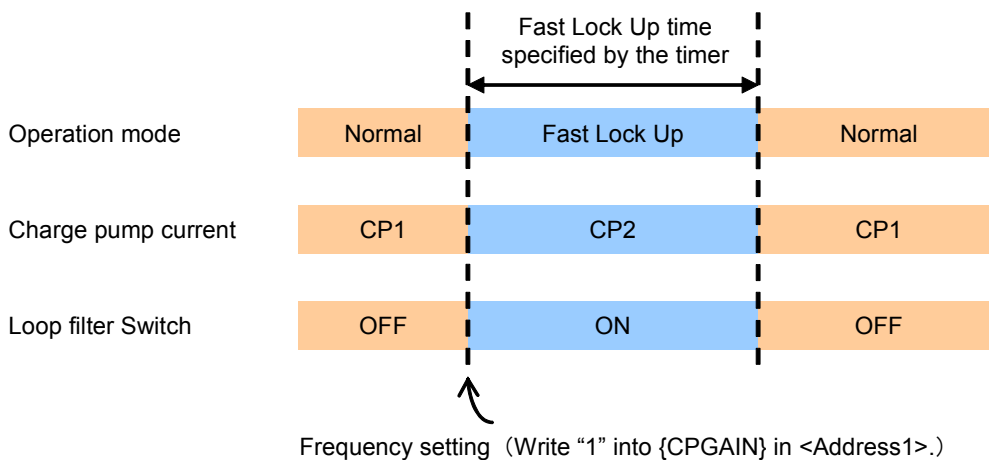 Fast Lock Up time
specified by the timer
Operation mode Normal Fast Lock Up Normal
Charge pump current CP1 CP2 CP1
Loop filter Switch OFF ON OFF
Frequency setting（Write “1” into {CPGAIN} in <Address1>.）